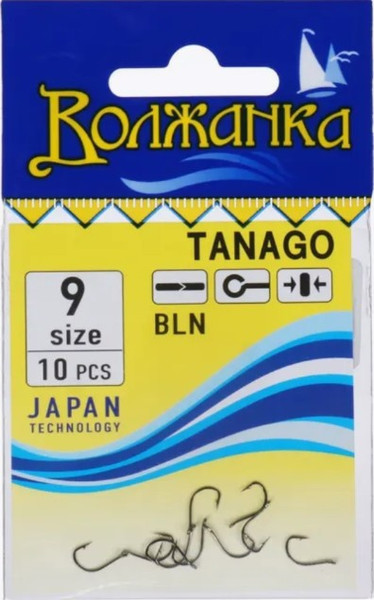 Волжанка
TANAGO
9
size
10 PCS
BLN
JAPAN
TECHNOLOGY